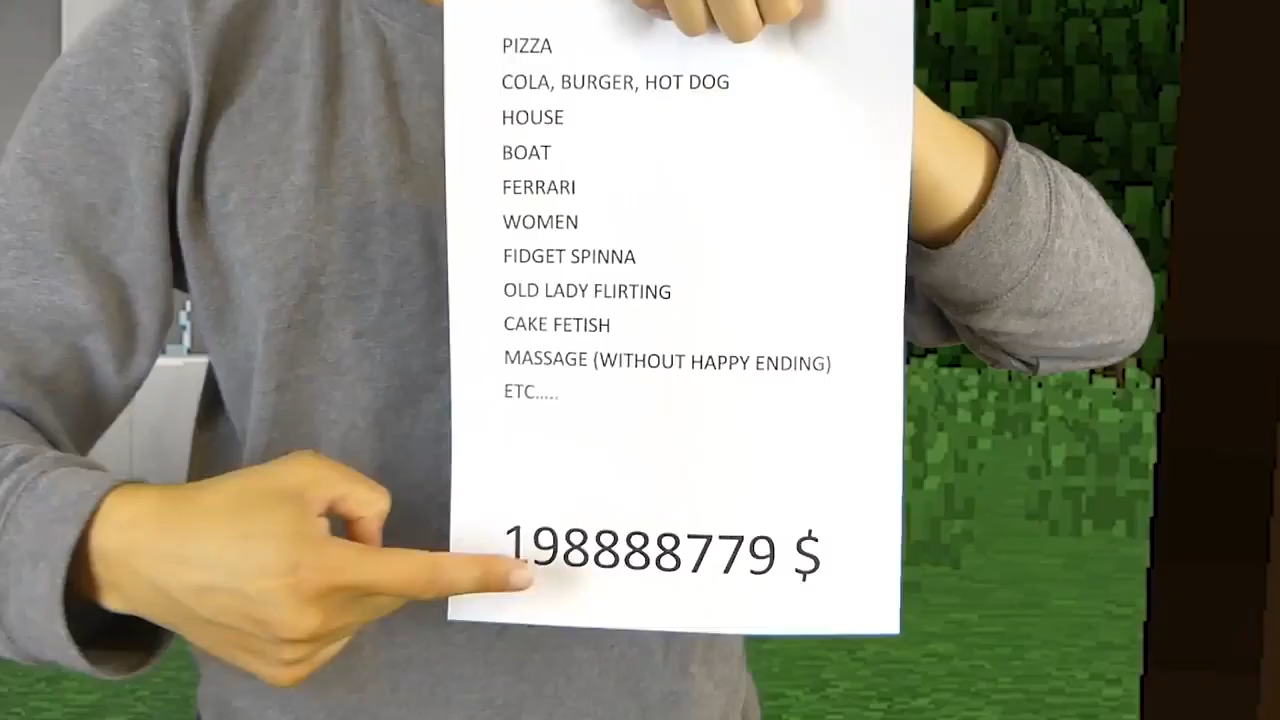 PIZZA
COLA, BURGER, HOT DOG
HOUSE
BOAT
FERRARI
WOMEN
FIDGET SPINNA
OLD LADY FLIRTING
CAKE FETISH
MASSAGE (WITHOUT HAPPY ENDING)
ETC.....
198888779 $